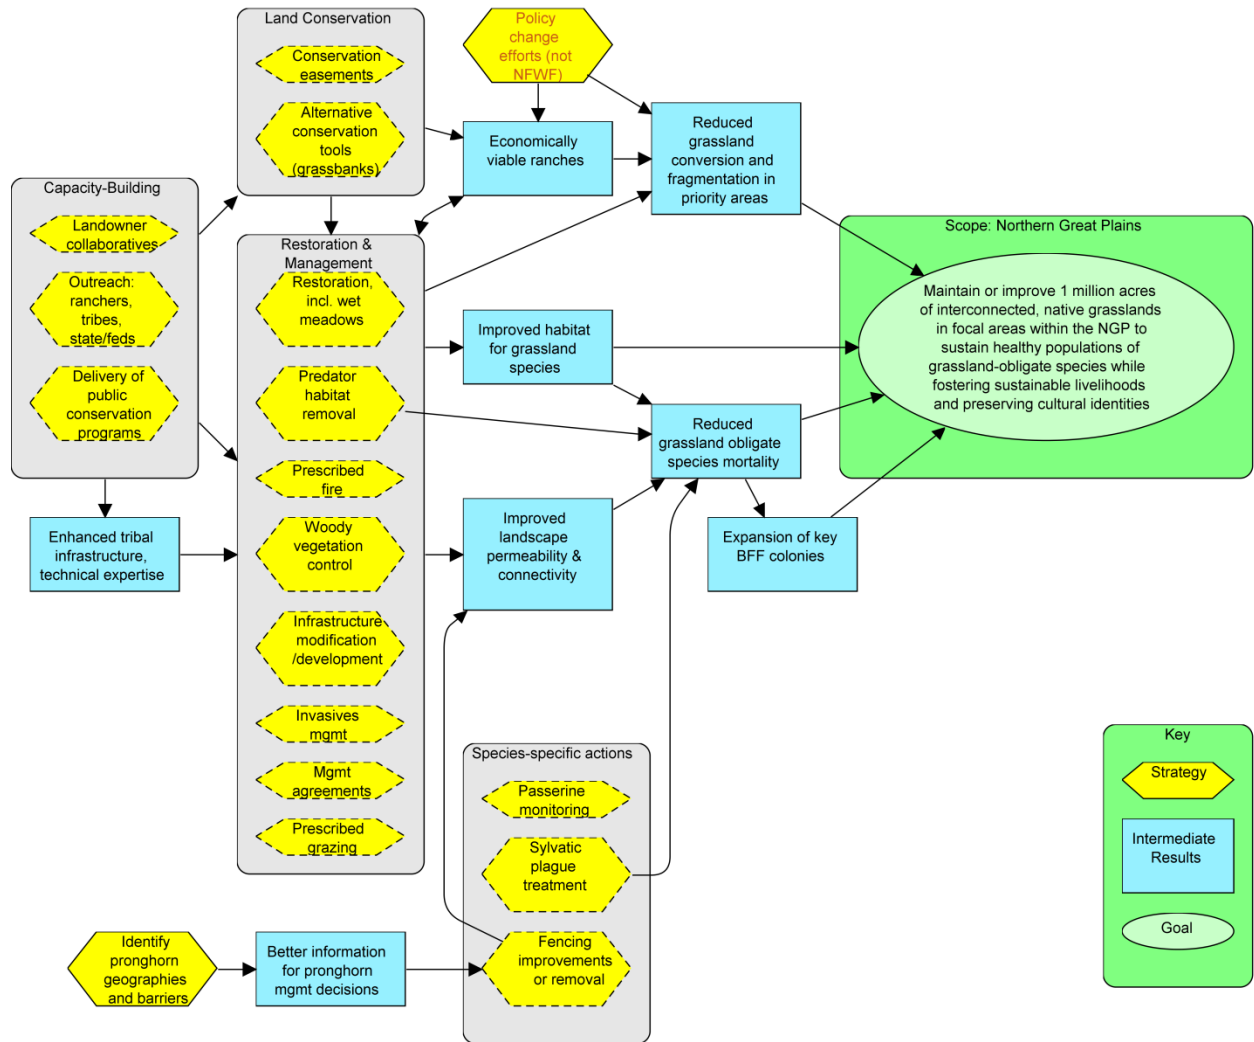 Land Conservation
Conservation
easements
Alternative
conservation
tools
(grassbanks)
Policy
change
efforts (not
NFWF)
Economically
viable ranches
Reduced
grassland
conversion and
fragmentation in
priority areas
Capacity-Building
Landowner
collaboratives
Outreach:
ranchers,
tribes,
state/feds
Delivery of
public
conservation
programs
Enhanced tribal
infrastructure,
technical expertise
Restoration &
Management
Restoration,
incl. wet
meadows
Predator
habitat
removal
Prescribed
fire
Woody
vegetation
control
Infrastructure
modification
/development
Invasives
mgmt
Mgmt
agreements
Prescribed
grazing
Improved habitat
for grassland
species
Reduced
grassland obligate
species mortality
Improved
landscape
permeability &
connectivity
Expansion of key
BFF colonies
Scope: Northern Great Plains
Maintain or improve 1 million acres
of interconnected, native grasslands
in focal areas within the NGP to
sustain healthy populations of
grassland-obligate species while
fostering sustainable livelihoods
and preserving cultural identities
Species-specific actions
Passerine
monitoring
Sylvatic
plague
treatment
Fencing
improvements
or removal
Identify
pronghorn
geographies
and barriers
Better information
for pronghorn
mgmt decisions
Key
Strategy
Intermediate
Results
Goal